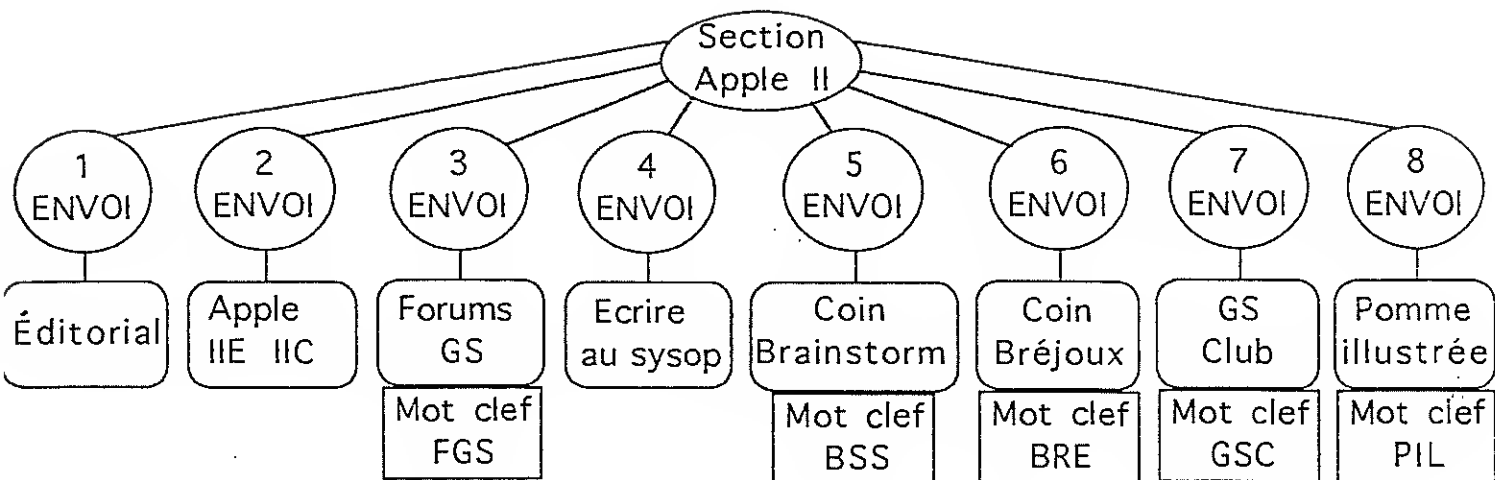 Section
Apple II
1
ENVOI
2
ENVOI
3
ENVOI
4
ENVOI
5
ENVOI
6
ENVOI
7
ENVOI
8
ENVOI
Éditorial
Apple
IIE IIC
Forums
GS
Ecrire
au sysop
Coin
Brainstorm
Coin
Bréjoux
GS
Club
Pomme
illustrée
Mot clef
FGS
Mot clef
BSS
Mot clef
BRE
Mot clef
GSC
Mot clef
PIL